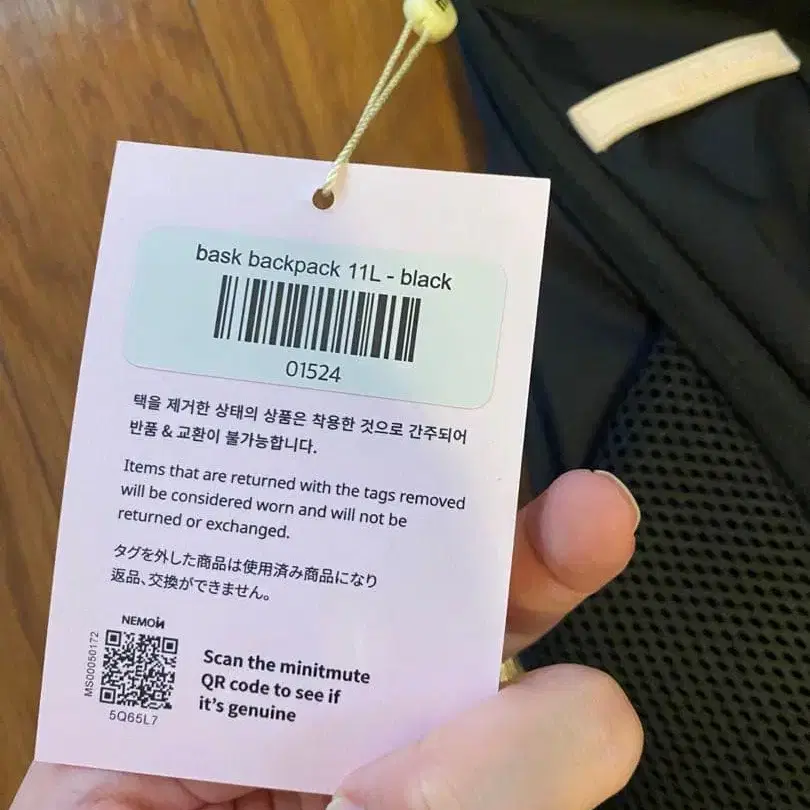 bask backpack 11L - black
01524
택을 제거한 상태의 상품은 착용한 것으로 간주되어
반품 & 교환이 불가능합니다.
Items that are returned with the tags removed
will be considered worn and will not be
returned or exchanged.
タグを外した商品は使用済み商品になり
返品、交換ができません。
NEMOИ
MS00050172
5Q65L7
Scan the minitmute
QR code to see if
it's genuine